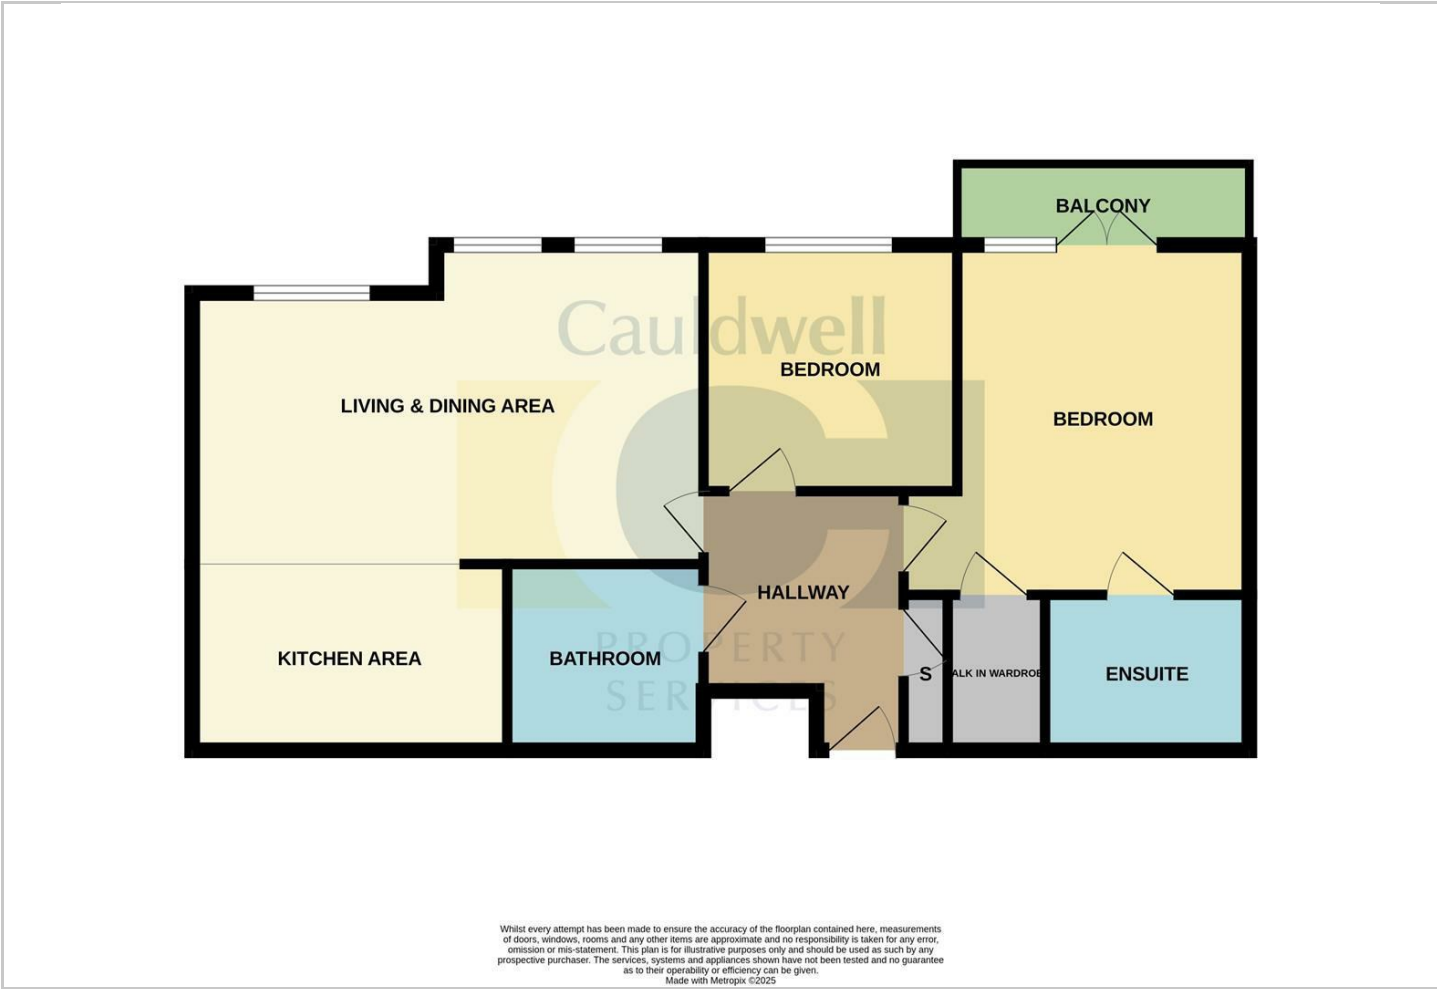 BALCONY
Cauldwell
BEDROOM
LIVING & DINING AREA
BEDROOM
HALLWAY
PROPERTY
KITCHEN AREA
BATHROOM
S
ALK IN WARDROB
ENSUITE
SERVICES
Whilst every attempt has been made to ensure the accuracy of the floorplan contained here, measurements
of doors, windows, rooms and any other items are approximate and no responsibility is taken for any error,
omission or mis-statement. This plan is for illustrative purposes only and should be used as such by any
prospective purchaser. The services, systems and appliances shown have not been tested and no guarantee
as to their operability or efficiency can be given.
Made with Metropix ©2025